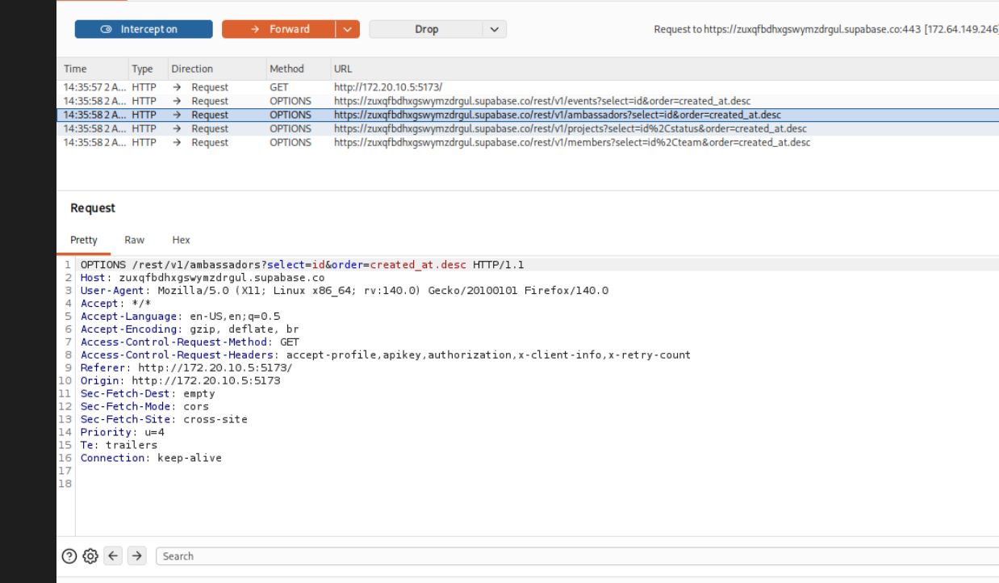 Intercept on Forward Drop Request to https://zuxqfbdhxgswymzdrgul.supabase.co:443 [172.64.149.246]
Time Type Direction Method URL
14:35:57 2 A... HTTP → Request GET http://172.20.10.5:5173/
14:35:58 2 A... HTTP → Request OPTIONS https://zuxqfbdhxgswymzdrgul.supabase.co/rest/v1/events?select=id&order=created_at.desc
14:35:58 2 A... HTTP → Request OPTIONS https://zuxqfbdhxgswymzdrgul.supabase.co/rest/v1/ambassadors?select=id&order=created_at.desc
14:35:58 2 A... HTTP → Request OPTIONS https://zuxqfbdhxgswymzdrgul.supabase.co/rest/v1/projects?select=id%2Cstatus&order=created_at.desc
14:35:58 2 A... HTTP → Request OPTIONS https://zuxqfbdhxgswymzdrgul.supabase.co/rest/v1/members?select=id%2Cteam&order=created_at.desc
Request
Pretty Raw Hex
1 OPTIONS /rest/v1/ambassadors?select=id&order=created_at.desc HTTP/1.1
2 Host: zuxqfbdhxgswymzdrgul.supabase.co
3 User-Agent: Mozilla/5.0 (X11; Linux x86_64; rv:140.0) Gecko/20100101 Firefox/140.0
4 Accept: */*
5 Accept-Language: en-US,en;q=0.5
6 Accept-Encoding: gzip, deflate, br
7 Access-Control-Request-Method: GET
8 Access-Control-Request-Headers: accept-profile,apikey,authorization,x-client-info,x-retry-count
9 Referer: http://172.20.10.5:5173/
10 Origin: http://172.20.10.5:5173
11 Sec-Fetch-Dest: empty
12 Sec-Fetch-Mode: cors
13 Sec-Fetch-Site: cross-site
14 Priority: u=4
15 Te: trailers
16 Connection: keep-alive
17
18
Search